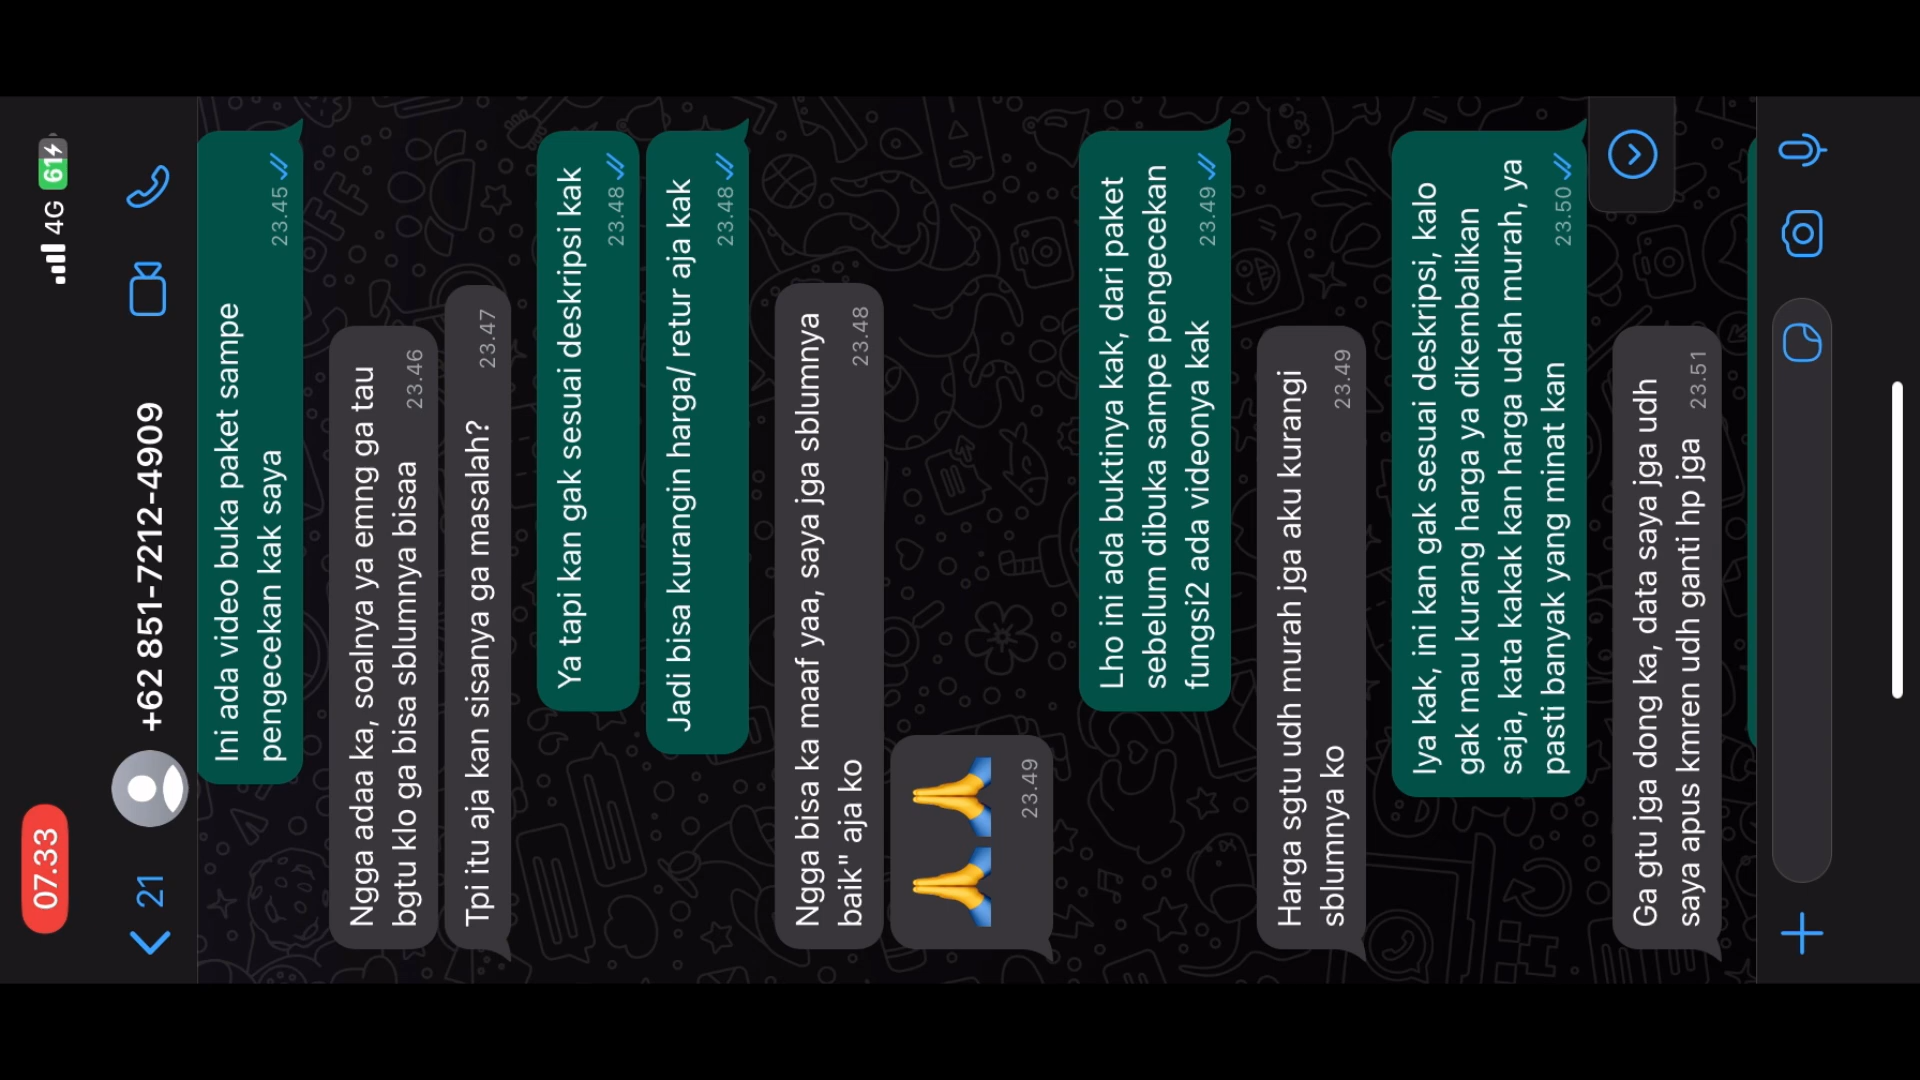 07.33
4G 61
21
+62 851-7212-4909
Ini ada video buka paket sampe
pengecekan kak saya
23.45
Ngga adaa ka, soalnya ya emng ga tau
bgtu klo ga bisa sblumnya bisaa
23.46
Tpi itu aja kan sisanya ga masalah?
23.47
Ya tapi kan gak sesuai deskripsi kak
23.48
Jadi bisa kurangin harga/ retur aja kak
23.48
Ngga bisa ka maaf yaa, saya jga sblumnya
baik" aja ko
23.48
🙏🙏
23.49
Lho ini ada buktinya kak, dari paket
sebelum dibuka sampe pengecekan
fungsi2 ada videonya kak
23.49
Harga sgtu udh murah jga aku kurangi
sblumnya ko
23.49
Iya kak, ini kan gak sesuai deskripsi, kalo
gak mau kurang harga ya dikembalikan
saja, kata kakak kan harga udah murah, ya
pasti banyak yang minat kan
23.50
Ga gtu jga dong ka, data saya jga udh
saya apus kmren udh ganti hp jga
23.51